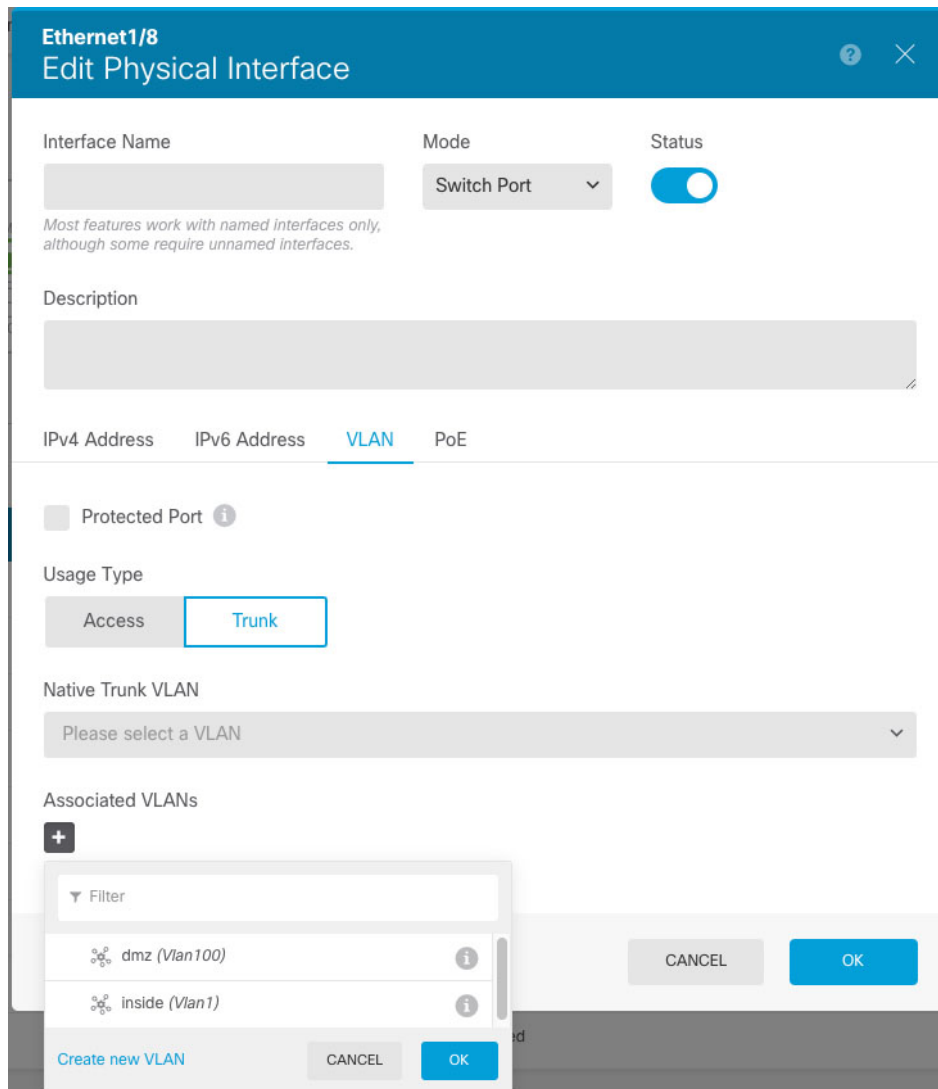 Ethernet1/8
Edit Physical Interface
?
Interface Name
Mode
Status
Switch Port
Most features work with named interfaces only,
although some require unnamed interfaces.
Description
IPv4 Address
IPv6 Address
VLAN
PoE
Protected Port
i
Usage Type
Access
Trunk
Native Trunk VLAN
Please select a VLAN
Associated VLANs
+
Filter
dmz (Vlan100)
i
inside (Vlan1)
i
CANCEL
OK
Create new VLAN
CANCEL
OK